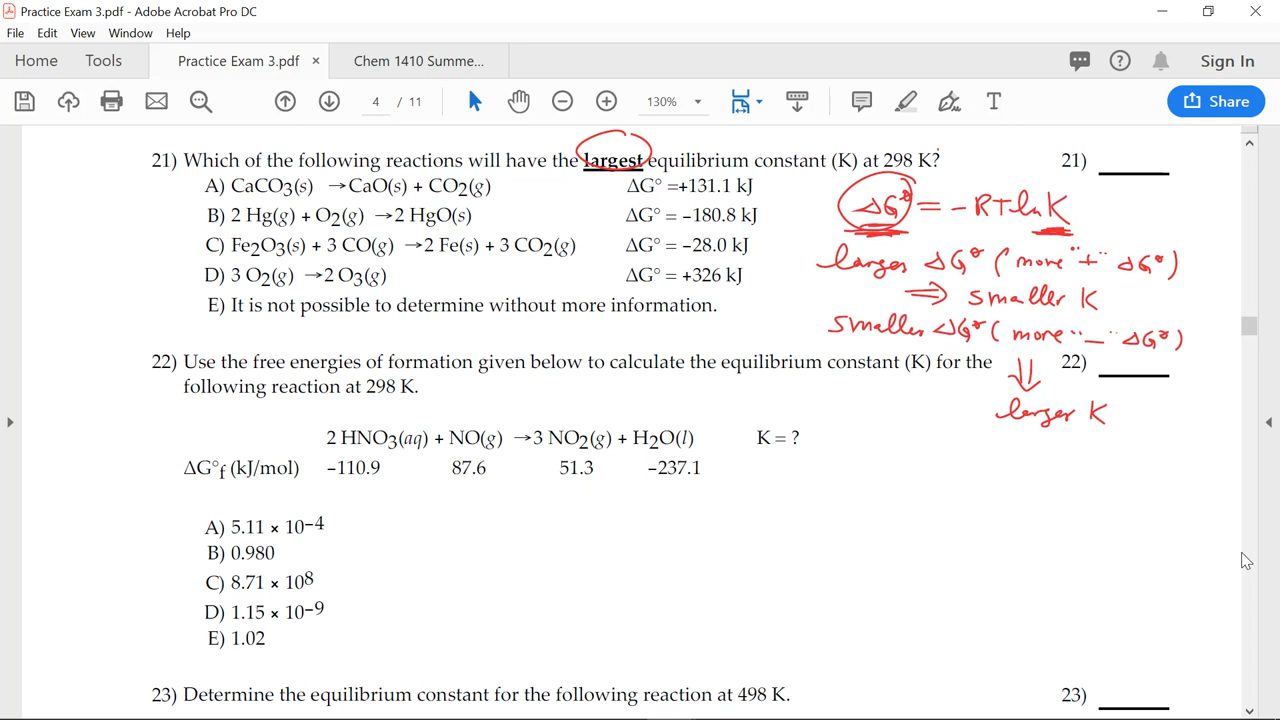 Practice Exam 3.pdf - Adobe Acrobat Pro DC
File Edit View Window Help
Home Tools Practice Exam 3.pdf × Chem 1410 Summe... Sign In
4 / 11 130% Share
21) Which of the following reactions will have the largest equilibrium constant (K) at 298 K? 21) ______
A) CaCO3(s) →CaO(s) + CO2(g) ΔG° =+131.1 kJ
B) 2 Hg(g) + O2(g) →2 HgO(s) ΔG° = −180.8 kJ
C) Fe2O3(s) + 3 CO(g) →2 Fe(s) + 3 CO2(g) ΔG° = −28.0 kJ
D) 3 O2(g) →2 O3(g) ΔG° = +326 kJ
E) It is not possible to determine without more information.
ΔG° = - RT ln K
larger ΔG° ( more "+" ΔG° )
⇒ smaller K
smaller ΔG° ( more "−" ΔG° )
⇓
larger K
22) Use the free energies of formation given below to calculate the equilibrium constant (K) for the 22) ______
following reaction at 298 K.
2 HNO3(aq) + NO(g) →3 NO2(g) + H2O(l) K = ?
ΔG°f (kJ/mol) −110.9 87.6 51.3 −237.1
A) 5.11 × 10−4
B) 0.980
C) 8.71 × 108
D) 1.15 × 10−9
E) 1.02
23) Determine the equilibrium constant for the following reaction at 498 K. 23) ______